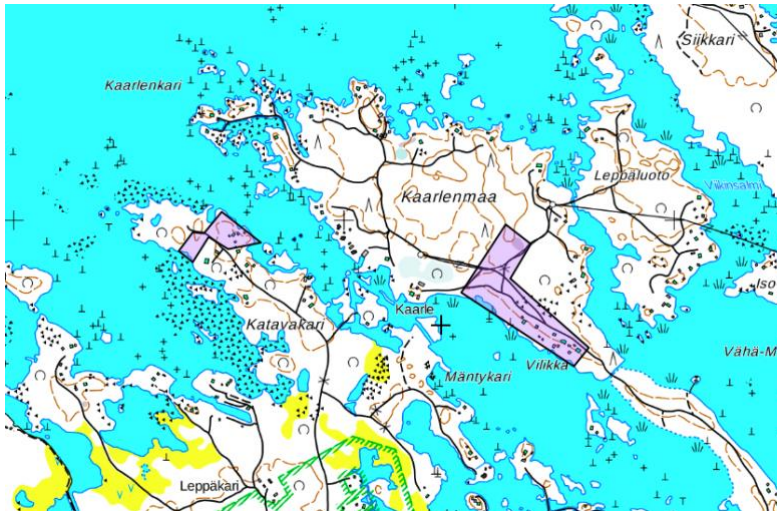 Siikkari
Kaarlenkari
Leppäluoto
Viikinsalmi
Kaarlenmaa
Iso
Kaarle
Katavakari
Vähä-M
Vilikka
Mäntykari
Leppäkari